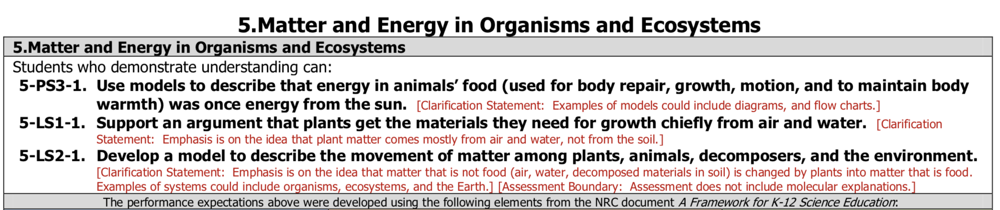 5.Matter and Energy in Organisms and Ecosystems
5.Matter and Energy in Organisms and Ecosystems
Students who demonstrate understanding can:
5-PS3-1. Use models to describe that energy in animals’ food (used for body repair, growth, motion, and to maintain body
warmth) was once energy from the sun. [Clarification Statement: Examples of models could include diagrams, and flow charts.]
5-LS1-1. Support an argument that plants get the materials they need for growth chiefly from air and water. [Clarification
Statement: Emphasis is on the idea that plant matter comes mostly from air and water, not from the soil.]
5-LS2-1. Develop a model to describe the movement of matter among plants, animals, decomposers, and the environment.
[Clarification Statement: Emphasis is on the idea that matter that is not food (air, water, decomposed materials in soil) is changed by plants into matter that is food.
Examples of systems could include organisms, ecosystems, and the Earth.] [Assessment Boundary: Assessment does not include molecular explanations.]
The performance expectations above were developed using the following elements from the NRC document A Framework for K-12 Science Education: